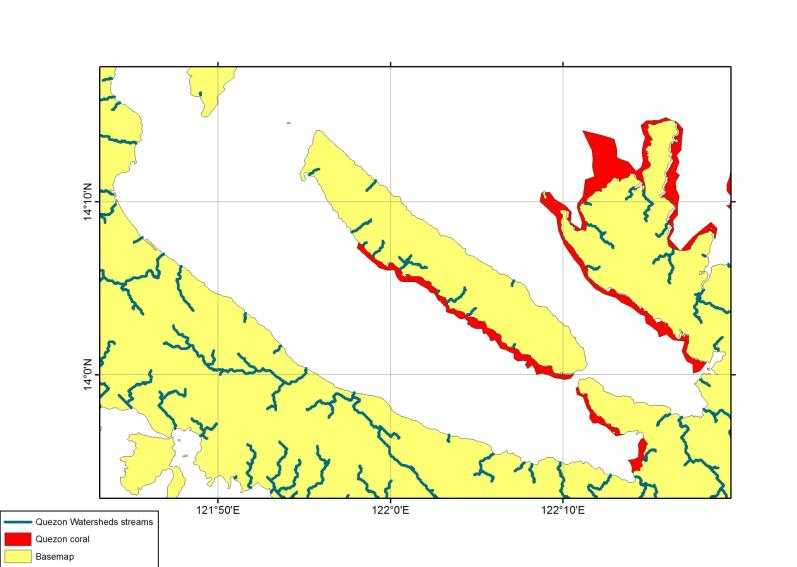 14°10'N
14°0'N
121°50'E
122°0'E
122°10'E
Quezon Watersheds streams
Quezon coral
Basemap